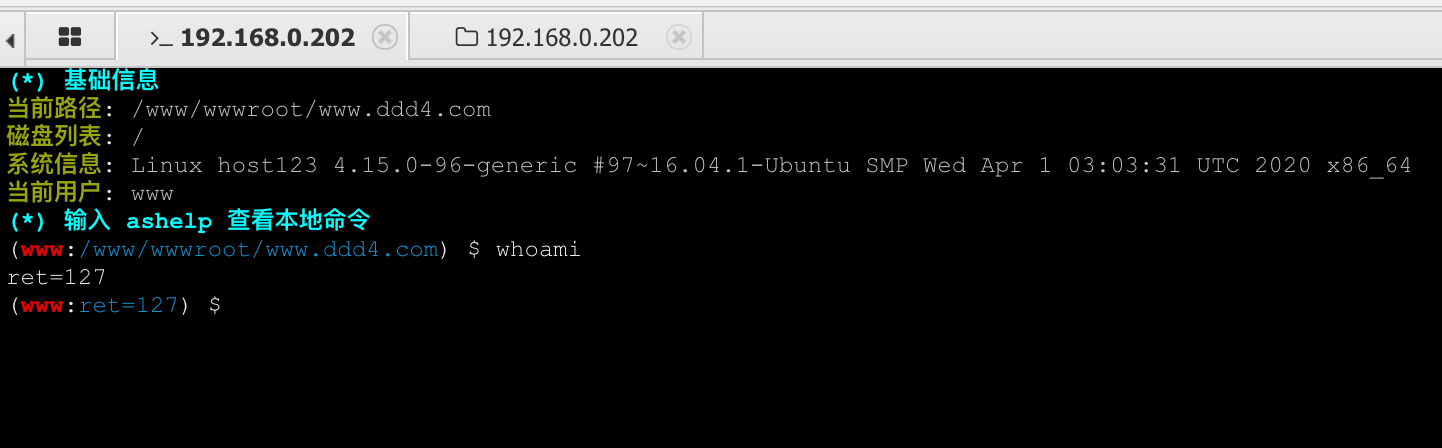 >_ 192.168.0.202 192.168.0.202
(*) 基础信息
当前路径: /www/wwwroot/www.ddd4.com
磁盘列表: /
系统信息: Linux host123 4.15.0-96-generic #97~16.04.1-Ubuntu SMP Wed Apr 1 03:03:31 UTC 2020 x86_64
当前用户: www
(*) 输入 ashelp 查看本地命令
(www:/www/wwwroot/www.ddd4.com) $ whoami
ret=127
(www:ret=127) $